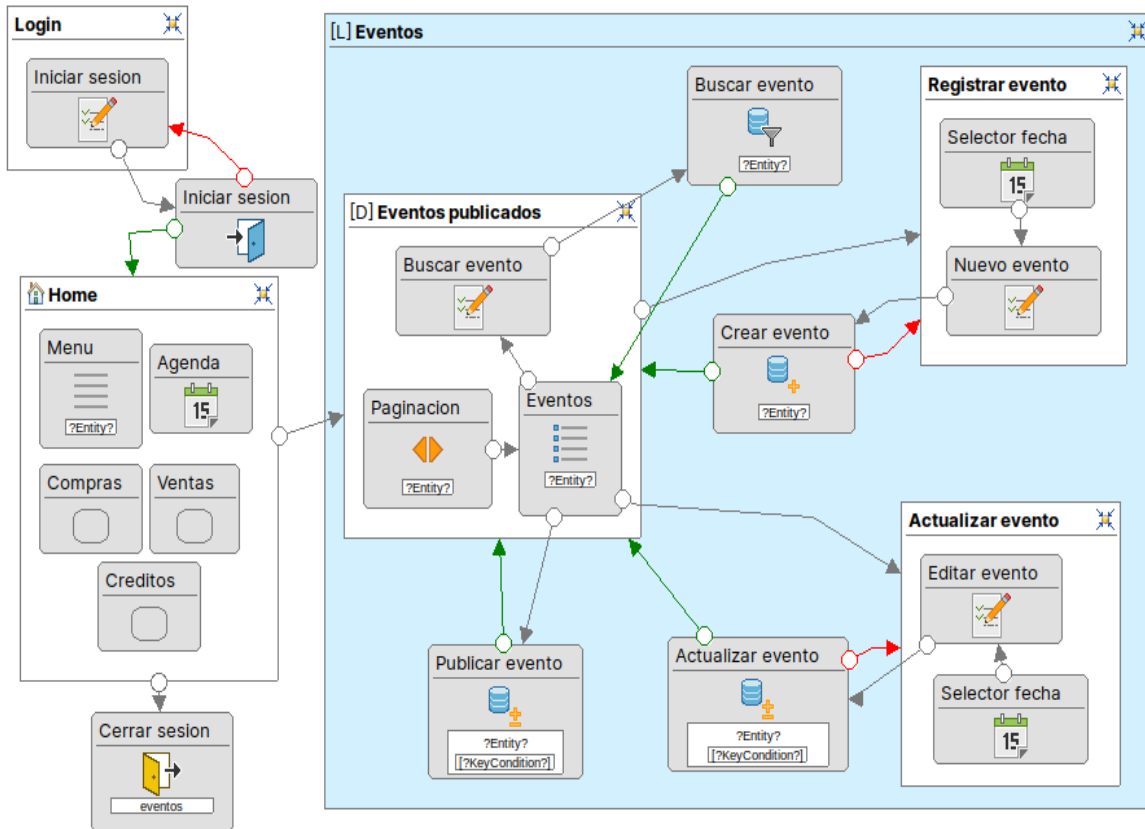 Login
Iniciar sesion
Iniciar sesion
Home
Menu
?Entity?
Agenda
15
Compras
Ventas
Creditos
Cerrar sesion
eventos
[L] Eventos
Buscar evento
?Entity?
Registrar evento
Selector fecha
15
Nuevo evento
[D] Eventos publicados
Buscar evento
Paginacion
?Entity?
Eventos
?Entity?
Crear evento
?Entity?
Publicar evento
?Entity?
[?KeyCondition?]
Actualizar evento
?Entity?
[?KeyCondition?]
Actualizar evento
Editar evento
Selector fecha
15